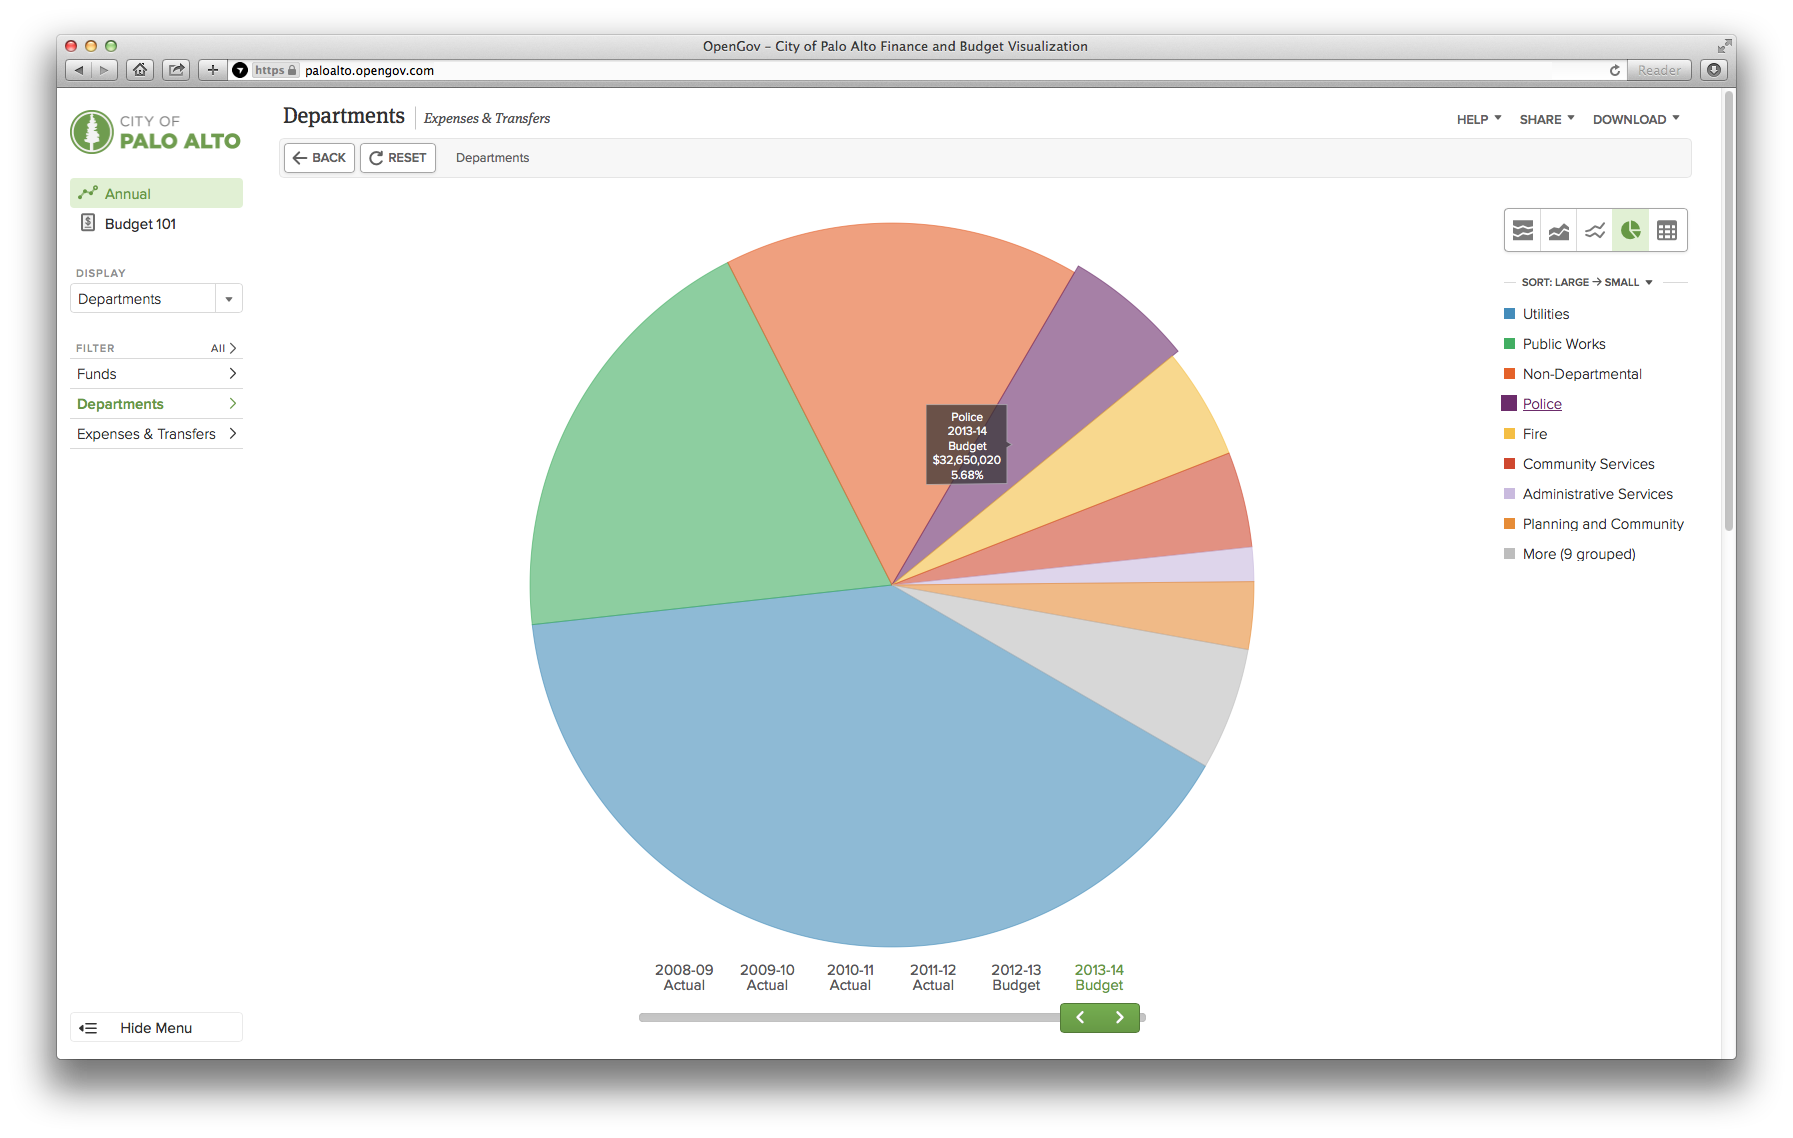 OpenGov – City of Palo Alto Finance and Budget Visualization
https paloalto.opengov.com
Reader
CITY OF
PALO ALTO
Departments Expenses & Transfers
HELP SHARE DOWNLOAD
BACK RESET Departments
Annual
Budget 101
DISPLAY
Departments
FILTER All
Funds
Departments
Expenses & Transfers
Police
2013-14
Budget
$32,650,020
5.68%
SORT: LARGE → SMALL
Utilities
Public Works
Non-Departmental
Police
Fire
Community Services
Administrative Services
Planning and Community
More (9 grouped)
2008-09 2009-10 2010-11 2011-12 2012-13 2013-14
Actual Actual Actual Actual Budget Budget
Hide Menu